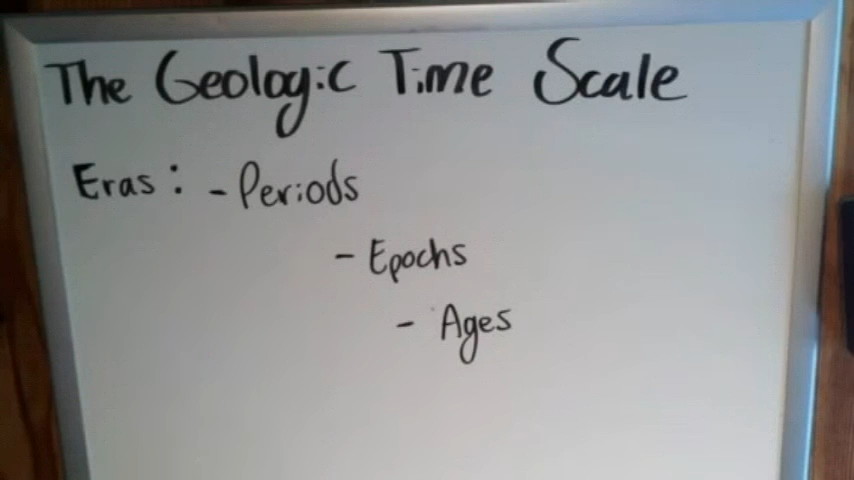 The Geologic Time Scale
Eras: - Periods
- Epochs
- Ages